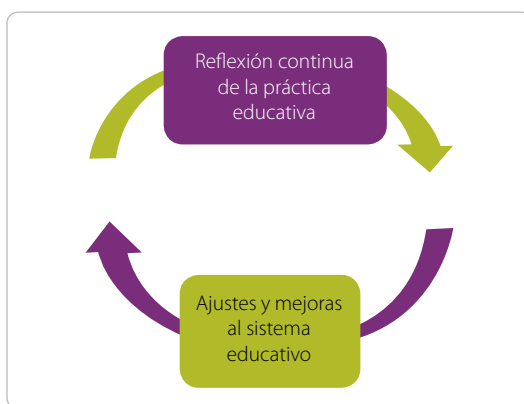 Reflexión continua
de la práctica
educativa
Ajustes y mejoras
al sistema
educativo